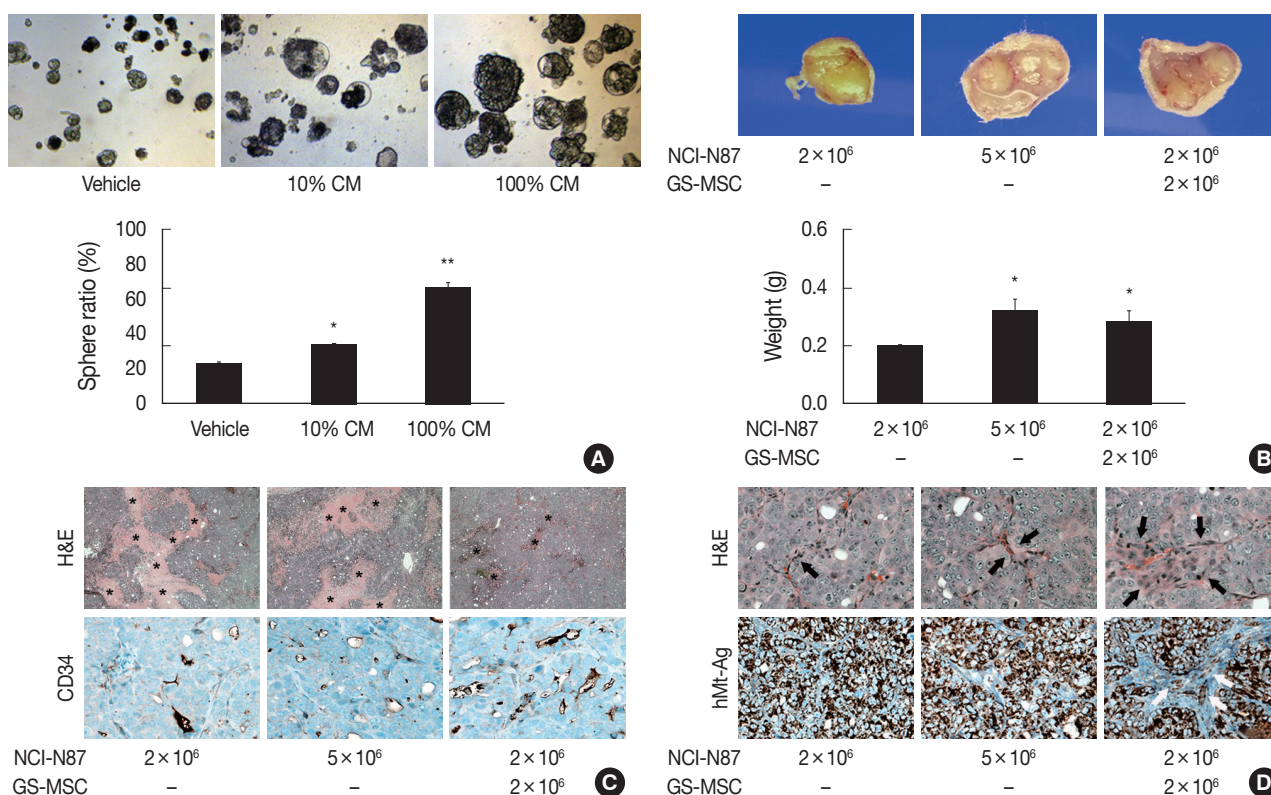 Vehicle 10% CM 100% CM
Sphere ratio (%)
100
80
60
40
20
0
*
**
Vehicle 10% CM 100% CM
A
NCI-N87 2×10⁶ 5×10⁶ 2×10⁶
GS-MSC – – 2×10⁶
Weight (g)
0.6
0.4
0.2
0.0
*
*
NCI-N87 2×10⁶ 5×10⁶ 2×10⁶
GS-MSC – – 2×10⁶
B
H&E
CD34
NCI-N87 2×10⁶ 5×10⁶ 2×10⁶
GS-MSC – – 2×10⁶
C
H&E
hMt-Ag
NCI-N87 2×10⁶ 5×10⁶ 2×10⁶
GS-MSC – – 2×10⁶
D